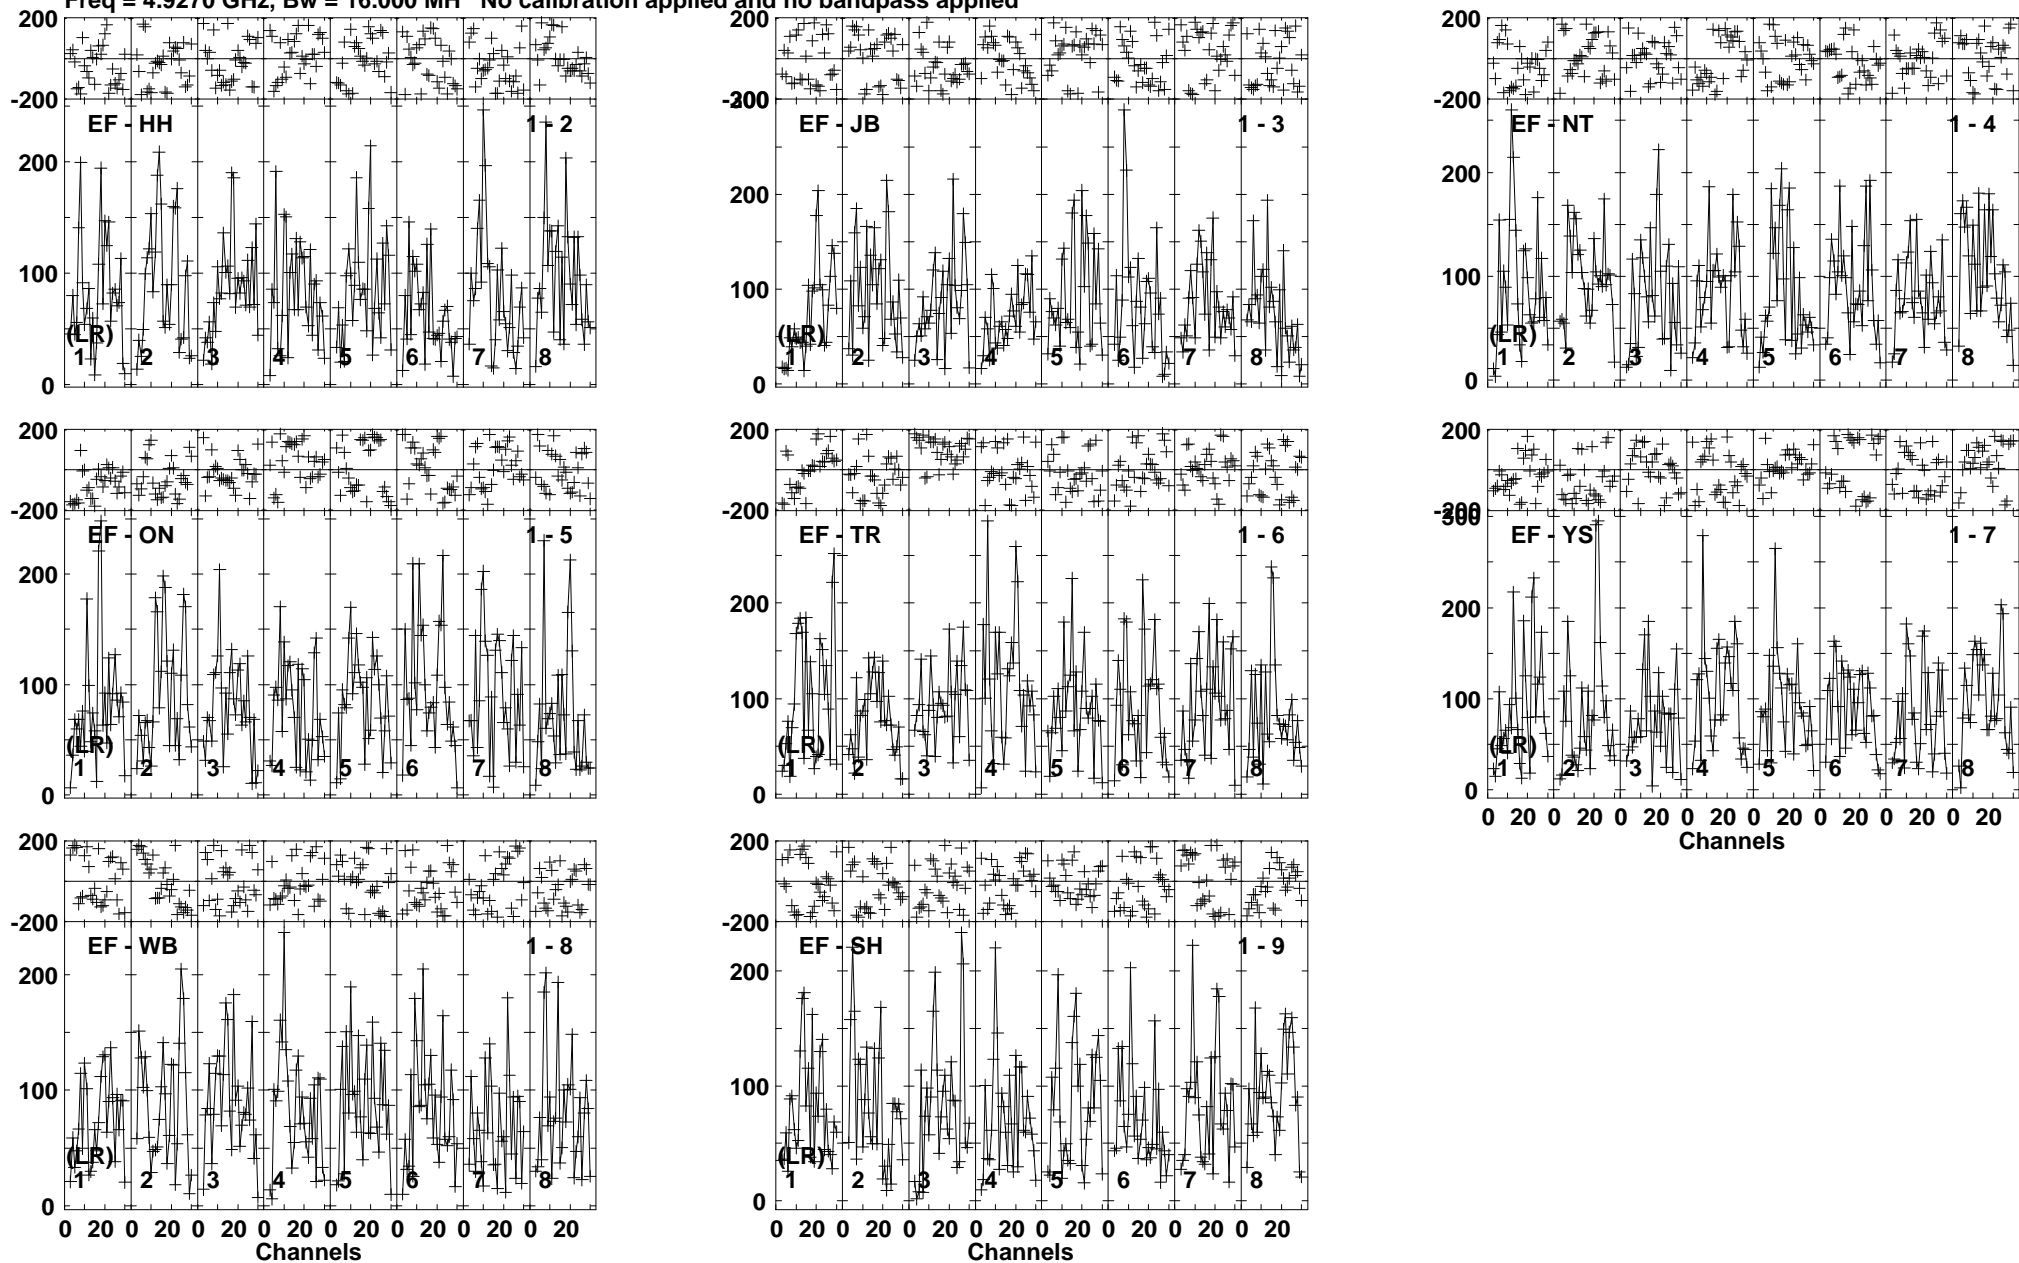 Freq = 4.9270 GHz, Bw = 16.000 MH No calibration applied and no bandpass applied
200 200 200
-200 -200 -200
EF - HH 1 - 2 EF - JB 1 - 3 EF - NT 1 - 4
300
200 200 200
100 100 100
(LR) (LR) (LR)
1 2 3 4 5 6 7 8 1 2 3 4 5 6 7 8 1 2 3 4 5 6 7 8
0 0 0
200 200 200
-200 -200 -200
300
EF - ON 1 - 5 EF - TR 1 - 6 EF - YS 1 - 7
200 200 200
100 100 100
(LR) (LR) (LR)
1 2 3 4 5 6 7 8 1 2 3 4 5 6 7 8 1 2 3 4 5 6 7 8
0 0 0
0 20 0 20 0 20 0 20 0 20 0 20 0 20 0 20
Channels
200 200
-200 -200
EF - WB 1 - 8 EF - SH 1 - 9
200 200
100 100
(LR) (LR)
1 2 3 4 5 6 7 8 1 2 3 4 5 6 7 8
0 0
0 20 0 20 0 20 0 20 0 20 0 20 0 20 0 20 0 20 0 20 0 20 0 20 0 20 0 20 0 20 0 20
Channels Channels